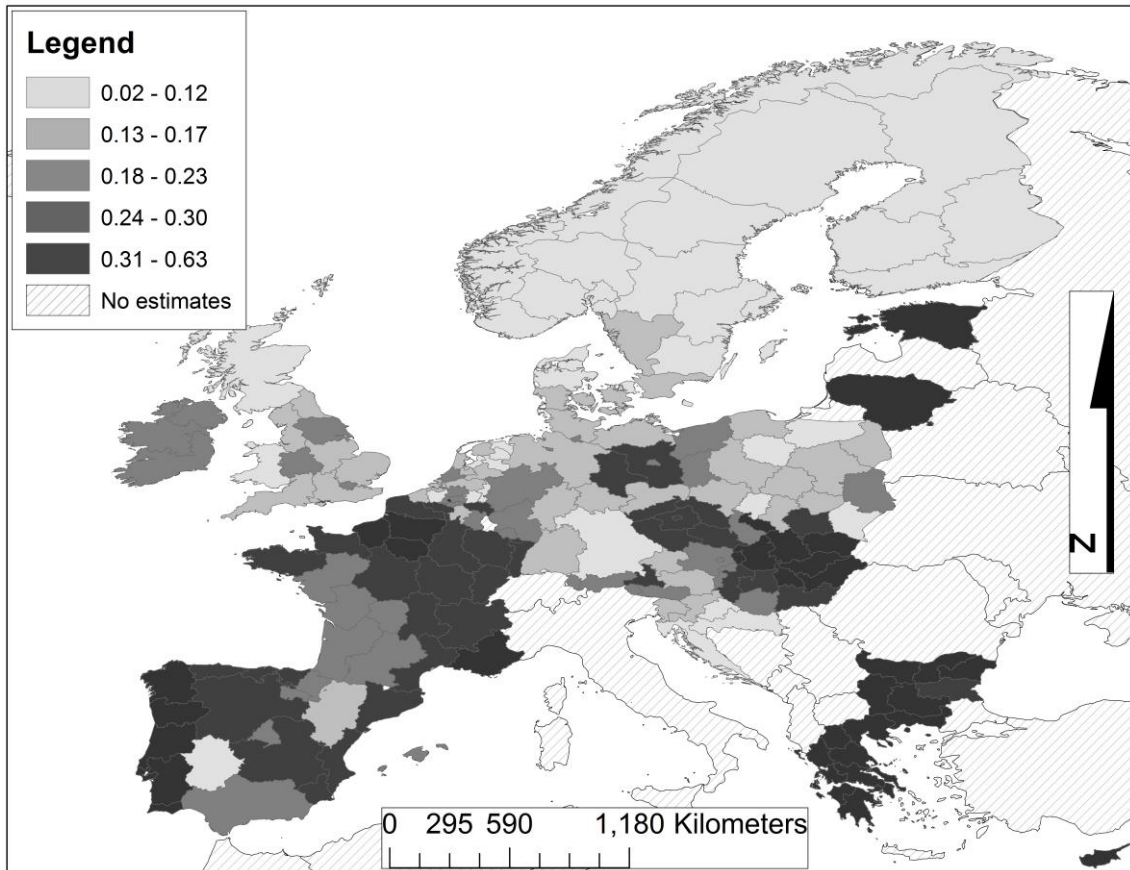 Legend
0.02 - 0.12
0.13 - 0.17
0.18 - 0.23
0.24 - 0.30
0.31 - 0.63
No estimates
N
0 295 590 1,180 Kilometers